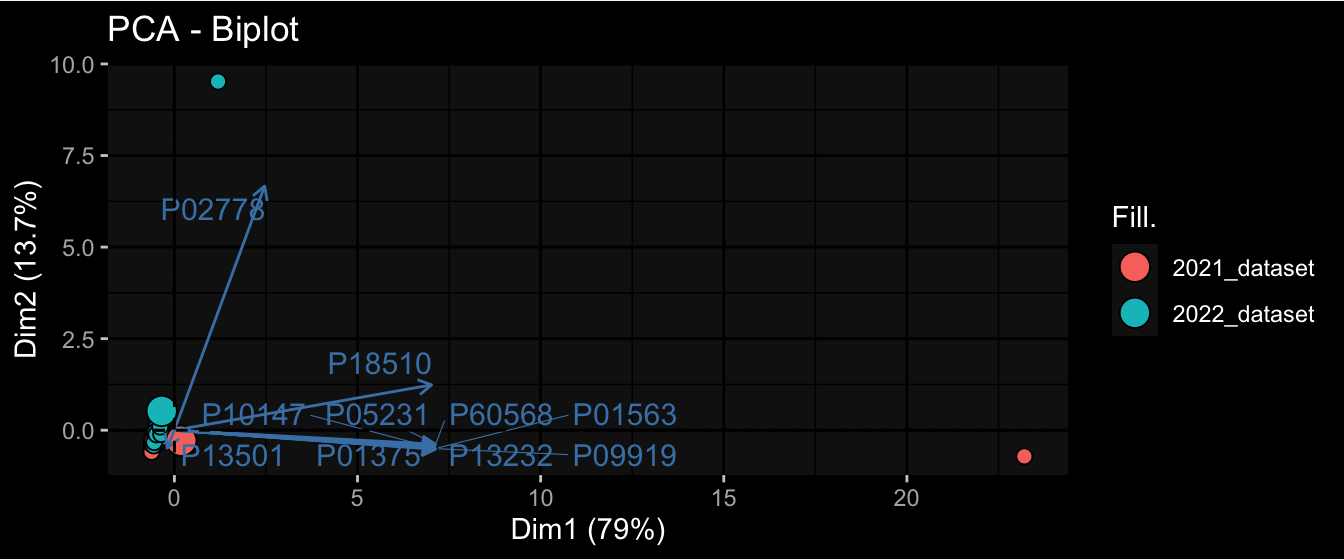 PCA - Biplot
10.0
7.5
5.0
2.5
0.0
Dim2 (13.7%)
P02778
P18510
P10147 P05231 P60568 P01563
P13501 P01375 P13232 P09919
0 5 10 15 20
Dim1 (79%)
Fill.
2021_dataset
2022_dataset